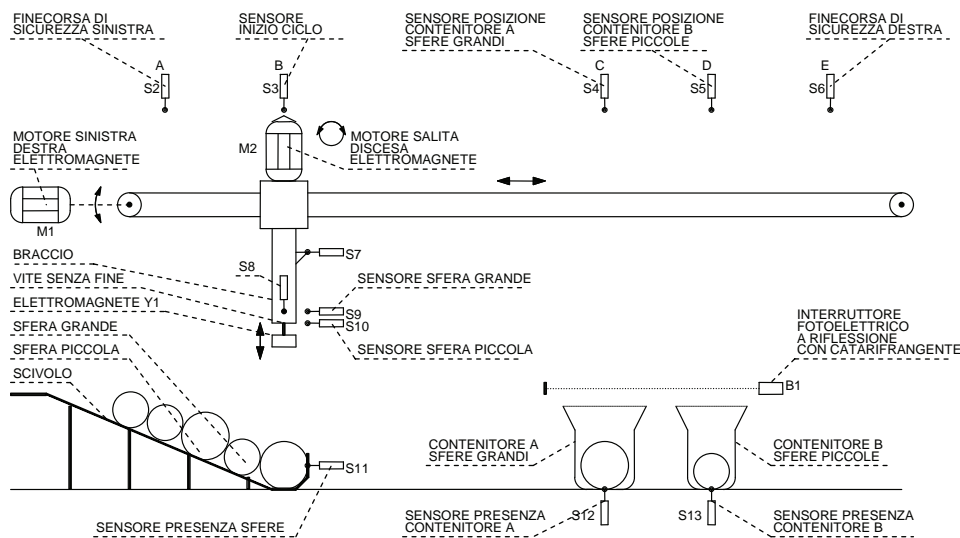 FINECORSA DI
SICUREZZA SINISTRA
SENSORE
INIZIO CICLO
SENSORE POSIZIONE
CONTENITORE A
SFERE GRANDI
SENSORE POSIZIONE
CONTENITORE B
SFERE PICCOLE
FINECORSA DI
SICUREZZA DESTRA
A
S2
B
S3
C
S4
D
S5
E
S6
MOTORE SINISTRA
DESTRA
ELETTROMAGNETE
M2
MOTORE SALITA
DISCESA
ELETTROMAGNETE
M1
BRACCIO
S8
S7
VITE SENZA FINE
SENSORE SFERA GRANDE
ELETTROMAGNETE Y1
S9
S10
SFERA GRANDE
SENSORE SFERA PICCOLA
SFERA PICCOLA
SCIVOLO
INTERRUTTORE
FOTOELETTRICO
A RIFLESSIONE
CON CATARIFRANGENTE
B1
CONTENITORE A
SFERE GRANDI
CONTENITORE B
SFERE PICCOLE
S11
SENSORE PRESENZA SFERE
SENSORE PRESENZA
CONTENITORE A
S12
S13
SENSORE PRESENZA
CONTENITORE B